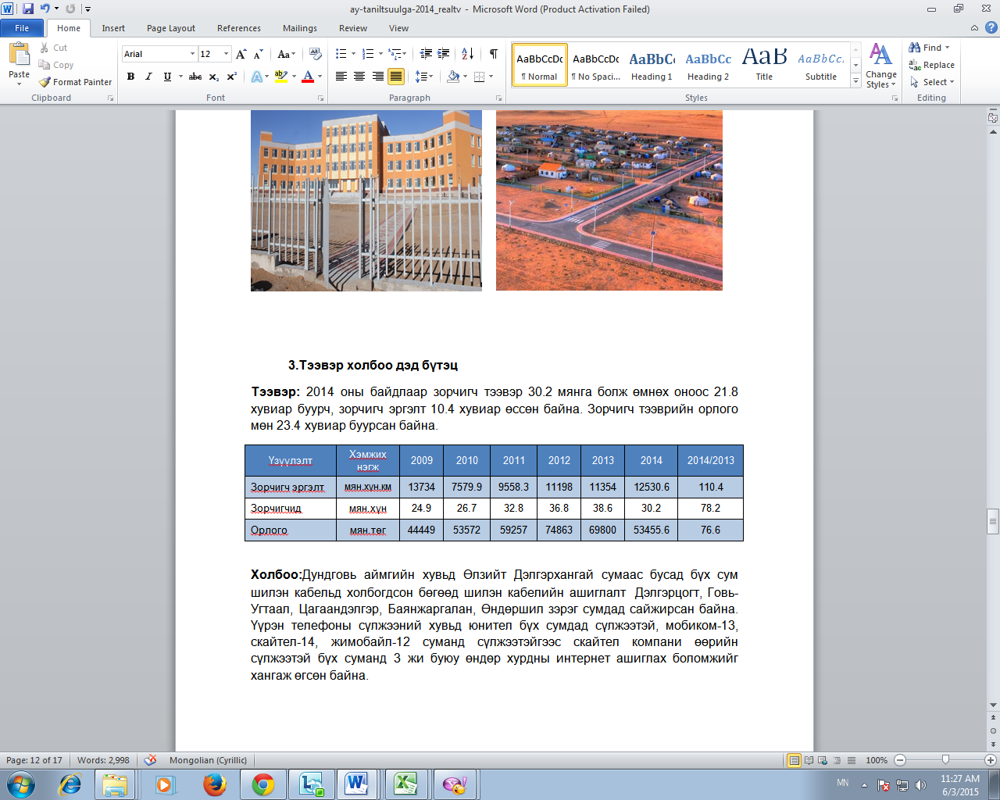 ay-taniltsuulga-2014_realtv - Microsoft Word (Product Activation Failed)
File Home Insert Page Layout References Mailings Review View
Paste
Cut
Copy
Format Painter
Clipboard
Arial 12
Font
Paragraph
AaBbCcDc AaBbCcDc AaBbCc AaBbCc AaB AaBbCc.
¶ Normal ¶ No Spaci... Heading 1 Heading 2 Title Subtitle
Change Styles
Styles
Find
Replace
Select
Editing
3.Тээвэр холбоо дэд бүтэц
Тээвэр: 2014 оны байдлаар зорчигч тээвэр 30.2 мянга болж өмнөх оноос 21.8
хувиар буурч, зорчигч эргэлт 10.4 хувиар өссөн байна. Зорчигч тээврийн орлого
мөн 23.4 хувиар буурсан байна.
Үзүүлэлт Хэмжих нэгж 2009 2010 2011 2012 2013 2014 2014/2013
Зорчигч эргэлт мян.хүн.км 13734 7579.9 9558.3 11198 11354 12530.6 110.4
Зорчигчид мян.хүн 24.9 26.7 32.8 36.8 38.6 30.2 78.2
Орлого мян.төг 44449 53572 59257 74863 69800 53455.6 76.6
Холбоо:Дундговь аймгийн хувьд Өлзийт Дэлгэрхангай сумаас бусад бүх сум
шилэн кабельд холбогдсон бөгөөд шилэн кабелийн ашиглалт Дэлгэрцогт, Говь-
Угтаал, Цагаандэлгэр, Баянжаргалан, Өндөршил зэрэг сумдад сайжирсан байна.
Үүрэн телефоны сүлжээний хувьд юнител бүх сумдад сүлжээтэй, мобиком-13,
скайтел-14, жимобайл-12 суманд сүлжээтэйгээс скайтел компани өөрийн
сүлжээтэй бүх суманд 3 жи буюу өндөр хурдны интернет ашиглах боломжийг
хангаж өгсөн байна.
Page: 12 of 17 Words: 2,998 Mongolian (Cyrillic) 100%
MN 11:27 AM
6/3/2015